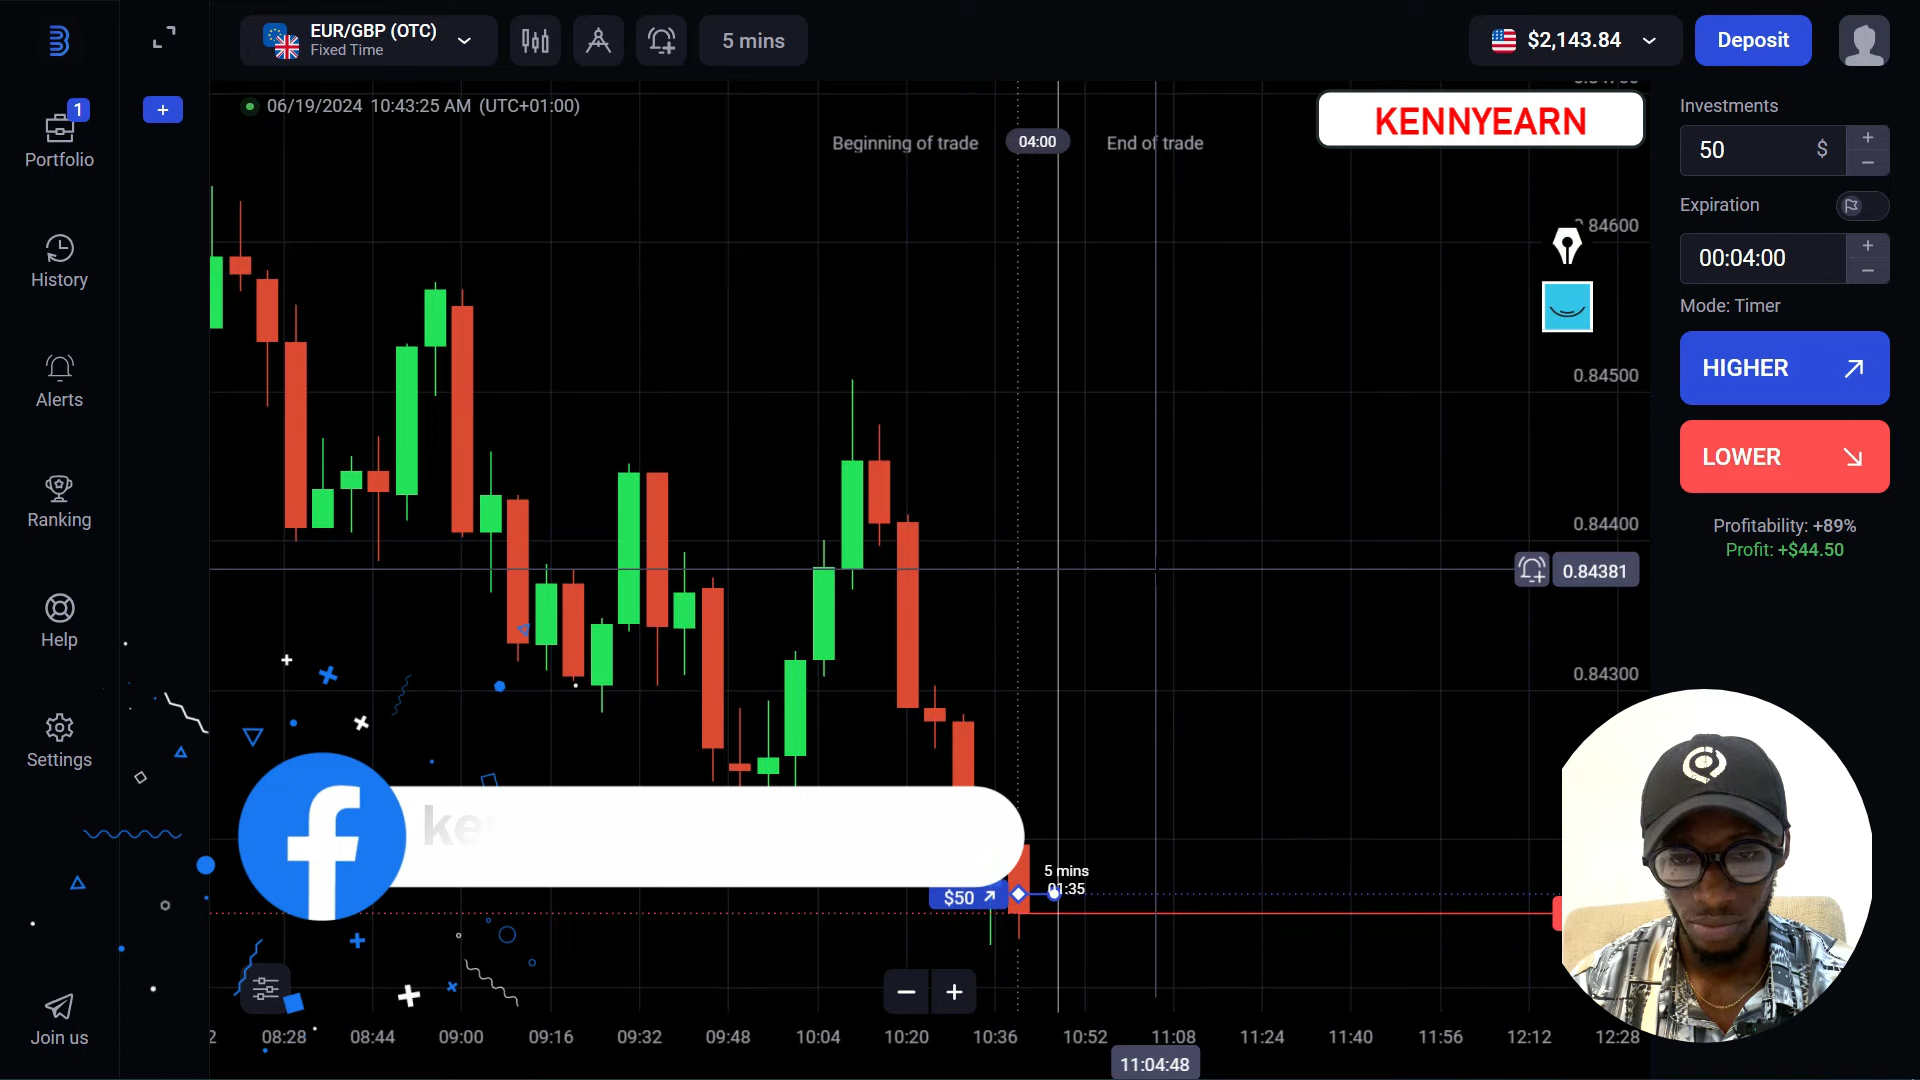 EUR/GBP (OTC)
Fixed Time
5 mins
$2,143.84
Deposit
1
Portfolio
History
Alerts
Ranking
Help
Settings
Join us
06/19/2024 10:43:25 AM (UTC+01:00)
Beginning of trade
04:00
End of trade
KENNYEARN
Investments
50 $
Expiration
00:04:00
Mode: Timer
HIGHER
LOWER
Profitability: +89%
Profit: +$44.50
84600
0.84500
0.84400
0.84381
0.84300
ke
5 mins
01:35
$50
2 08:28 08:44 09:00 09:16 09:32 09:48 10:04 10:20 10:36 10:52 11:08 11:24 11:40 11:56 12:12 12:28
11:04:48